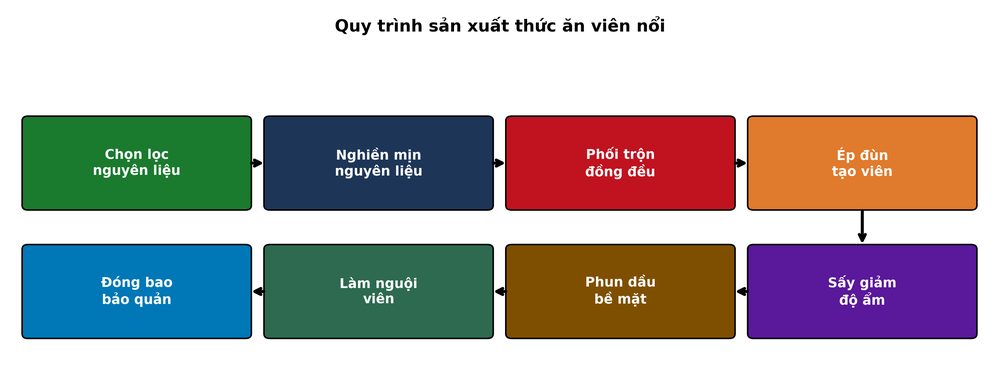 Quy trình sản xuất thức ăn viên nổi
Chọn lọc
nguyên liệu
Nghiền mịn
nguyên liệu
Phối trộn
đồng đều
Ép đùn
tạo viên
Sấy giảm
độ ẩm
Phun dầu
bề mặt
Làm nguội
viên
Đóng bao
bảo quản